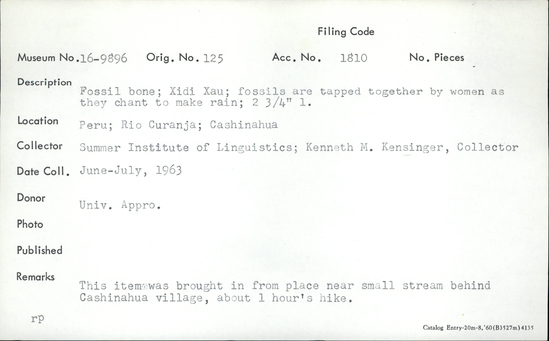 Filing Code
Museum No. 16-9896 Orig. No. 125 Acc. No. 1810 No. Pieces
Description Fossil bone; Xidi Xau; fossils are tapped together by women as
they chant to make rain; 2 3/4" l.
Location Peru; Rio Curanja; Cashinahua
Collector Summer Institute of Linguistics; Kenneth M. Kensinger, Collector
Date Coll. June-July, 1963
Donor Univ. Appro.
Photo
Published
Remarks This item was brought in from place near small stream behind
Cashinahua village, about 1 hour's hike.
rp
Catalog Entry-20m-8,'60(B3527m)4135